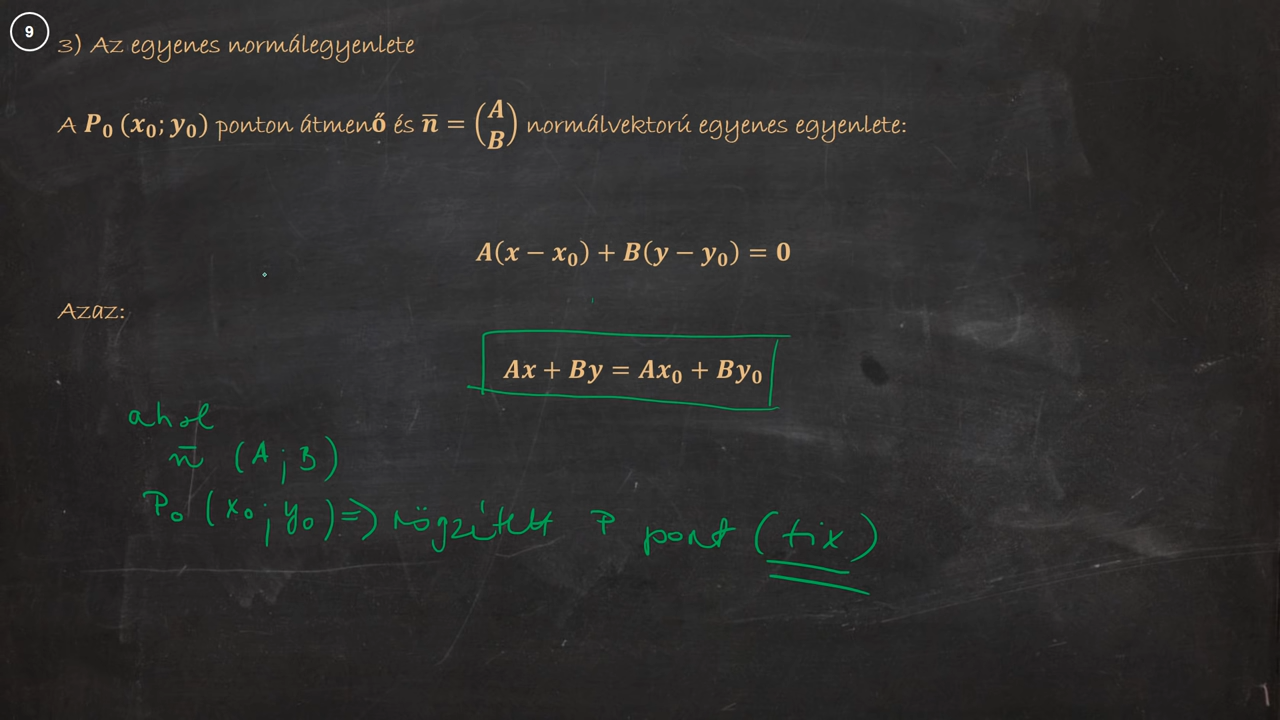 9
3) Az egyenes normálegyenlete
A P₀ (x₀; y₀) ponton átmenő és n̅ = (A B) normálvektorú egyenes egyenlete:
A(x − x₀) + B(y − y₀) = 0
Azaz:
Ax + By = Ax₀ + By₀
ahol
n̅ (A ; B)
P₀ (x₀ ; y₀) ⇒ rögzített P pont (fix)